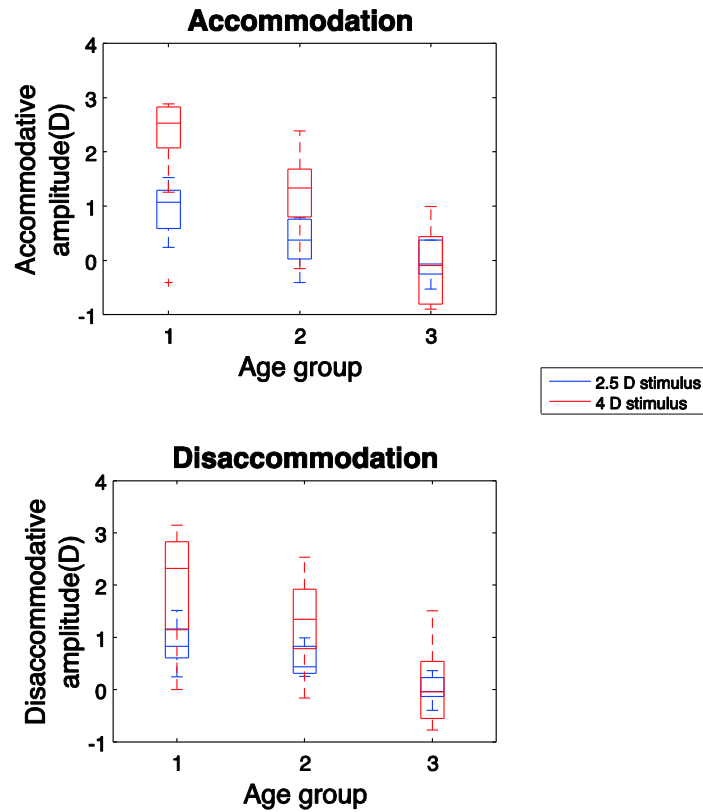 Accommodation
4
3
2
1
0
-1
Accommodative
amplitude(D)
1 2 3
Age group
2.5 D stimulus
4 D stimulus
Disaccommodation
4
3
2
1
0
-1
Disaccommodative
amplitude(D)
1 2 3
Age group